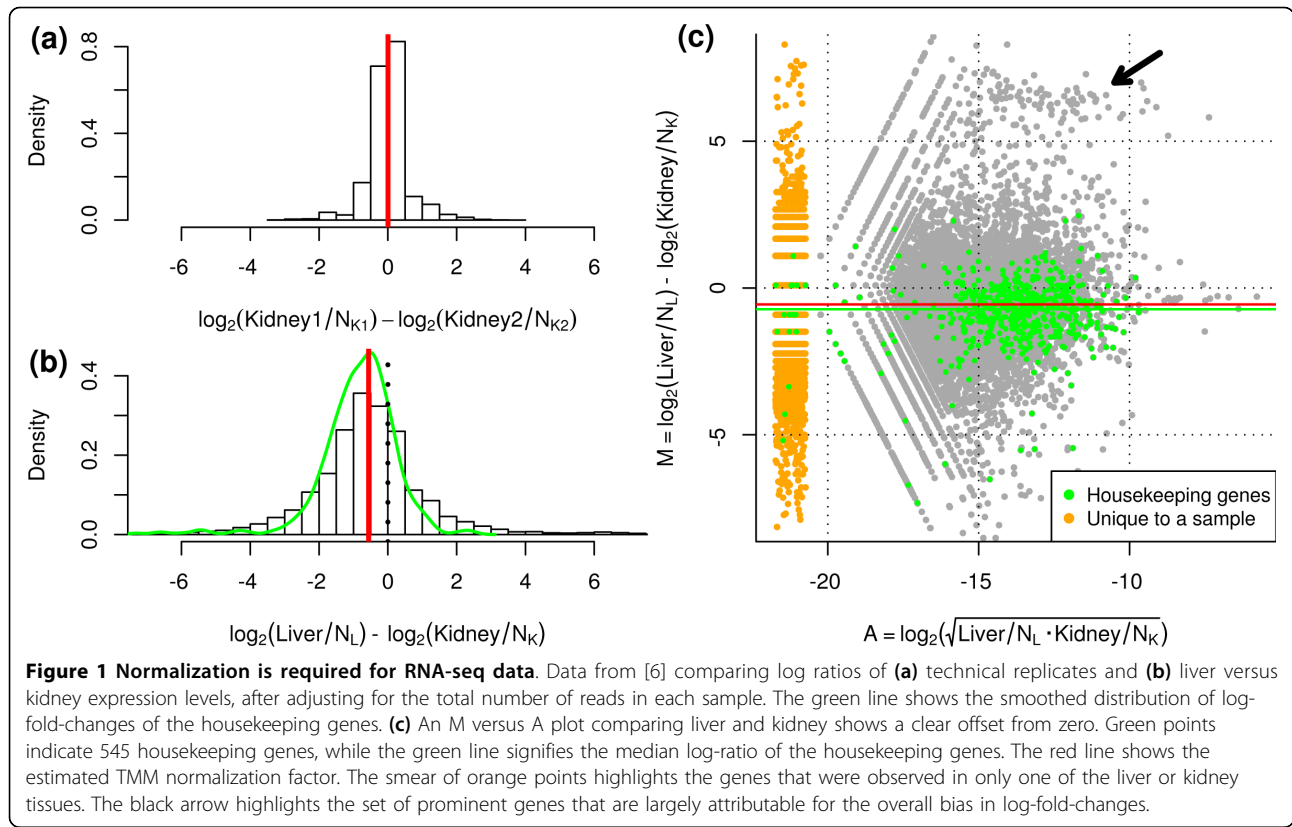 (a)
0.8
0.4
0.0
Density
-6 -4 -2 0 2 4 6
log2(Kidney1/NK1) – log2(Kidney2/NK2)
(b)
0.4
0.2
0.0
Density
-6 -4 -2 0 2 4 6
log2(Liver/NL) - log2(Kidney/NK)
(c)
5
0
-5
M = log2(Liver/NL) - log2(Kidney/NK)
Housekeeping genes
Unique to a sample
-20 -15 -10
A = log2(√Liver/NL · Kidney/NK)
Figure 1 Normalization is required for RNA-seq data. Data from [6] comparing log ratios of (a) technical replicates and (b) liver versus
kidney expression levels, after adjusting for the total number of reads in each sample. The green line shows the smoothed distribution of log-
fold-changes of the housekeeping genes. (c) An M versus A plot comparing liver and kidney shows a clear offset from zero. Green points
indicate 545 housekeeping genes, while the green line signifies the median log-ratio of the housekeeping genes. The red line shows the
estimated TMM normalization factor. The smear of orange points highlights the genes that were observed in only one of the liver or kidney
tissues. The black arrow highlights the set of prominent genes that are largely attributable for the overall bias in log-fold-changes.